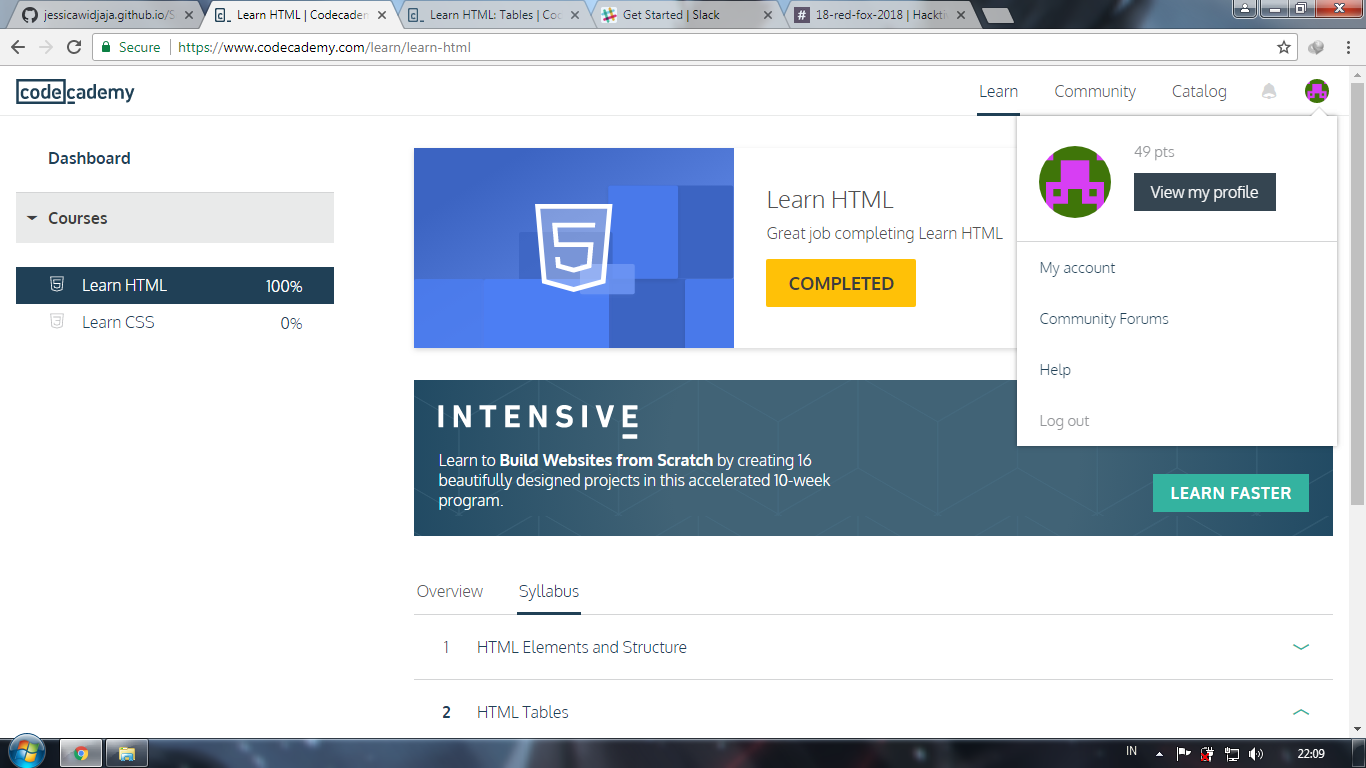 jessicawidjaja.github.io/S
Learn HTML | Codecadem
Learn HTML: Tables | Coc
Get Started | Slack
18-red-fox-2018 | Hackti
Secure
https://www.codecademy.com/learn/learn-html
codecademy
Learn
Community
Catalog
49 pts
View my profile
My account
Community Forums
Help
Log out
Dashboard
Courses
Learn HTML
100%
Learn CSS
0%
Learn HTML
Great job completing Learn HTML
COMPLETED
INTENSIVE
Learn to Build Websites from Scratch by creating 16
beautifully designed projects in this accelerated 10-week
program.
LEARN FASTER
Overview
Syllabus
1 HTML Elements and Structure
2 HTML Tables
IN
22:09